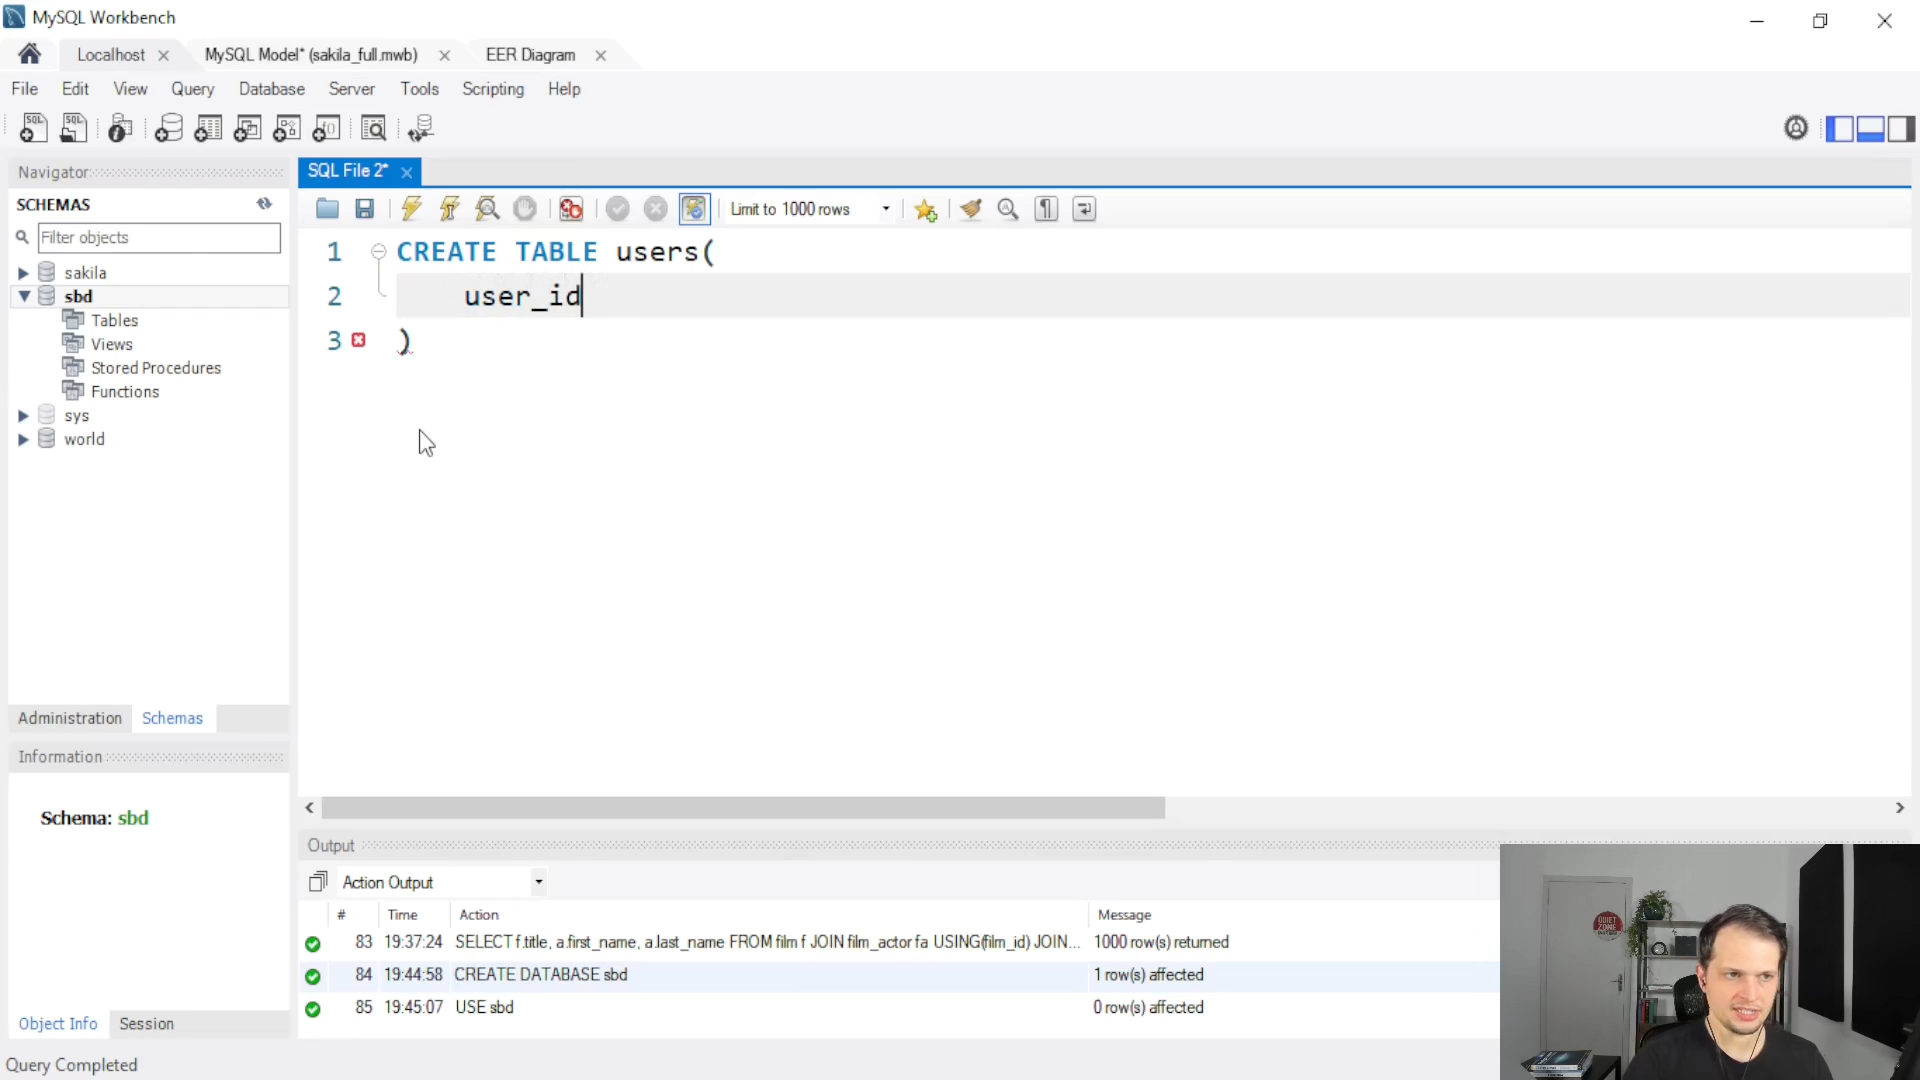 MySQL Workbench
Localhost
MySQL Model* (sakila_full.mwb)
EER Diagram
File Edit View Query Database Server Tools Scripting Help
Navigator
SCHEMAS
Filter objects
sakila
sbd
Tables
Views
Stored Procedures
Functions
sys
world
Administration Schemas
Information
Schema: sbd
Object Info Session
Query Completed
SQL File 2*
Limit to 1000 rows
1 CREATE TABLE users(
2 user_id
3 )
Output
Action Output
# Time Action Message
83 19:37:24 SELECT f.title, a.first_name, a.last_name FROM film f JOIN film_actor fa USING(film_id) JOIN... 1000 row(s) returned
84 19:44:58 CREATE DATABASE sbd 1 row(s) affected
85 19:45:07 USE sbd 0 row(s) affected
QUIET
ZONE